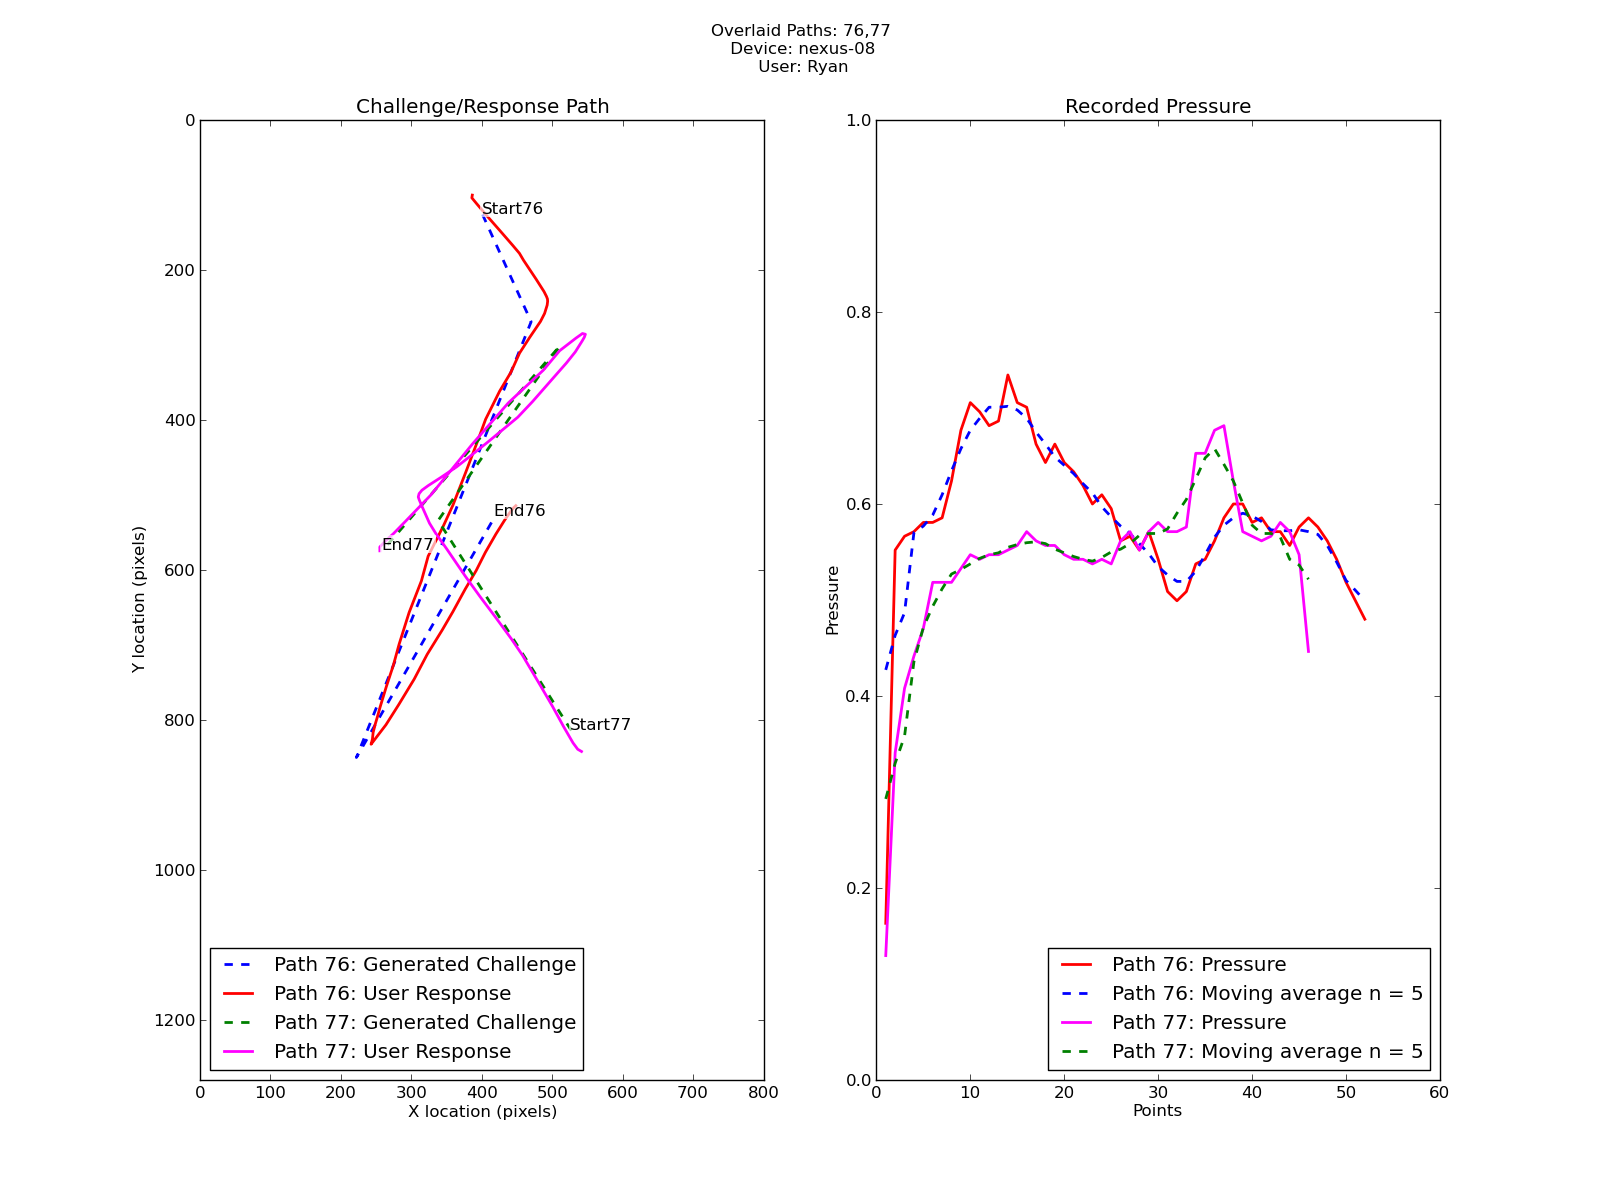 Overlaid Paths: 76,77
Device: nexus-08
User: Ryan
Challenge/Response Path
0
200
400
600
800
1000
1200
Y location (pixels)
Start76
End76
End77
Start77
Path 76: Generated Challenge
Path 76: User Response
Path 77: Generated Challenge
Path 77: User Response
0 100 200 300 400 500 600 700 800
X location (pixels)
Recorded Pressure
1.0
0.8
0.6
0.4
0.2
0.0
Pressure
Path 76: Pressure
Path 76: Moving average n = 5
Path 77: Pressure
Path 77: Moving average n = 5
0 10 20 30 40 50 60
Points